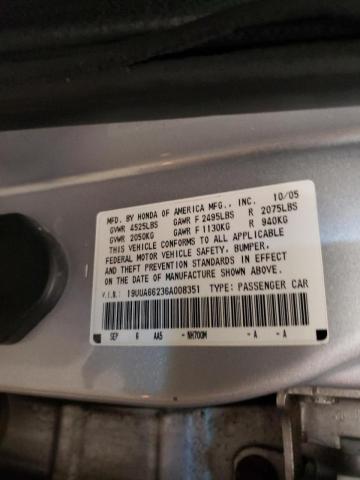 MFD. BY HONDA OF AMERICA MFG., INC. 10/05
GVWR 4525LBS GAWR F 2495LBS R 2075LBS
GVWR 2050KG GAWR F 1130KG R 940KG
THIS VEHICLE CONFORMS TO ALL APPLICABLE
FEDERAL MOTOR VEHICLE SAFETY, BUMPER,
AND THEFT PREVENTION STANDARDS IN EFFECT
ON THE DATE OF MANUFACTURE SHOWN ABOVE.
V.I.N.: 19UUA66236A008351 TYPE: PASSENGER CAR
SEP 6 AA5 -NH700M -A -A